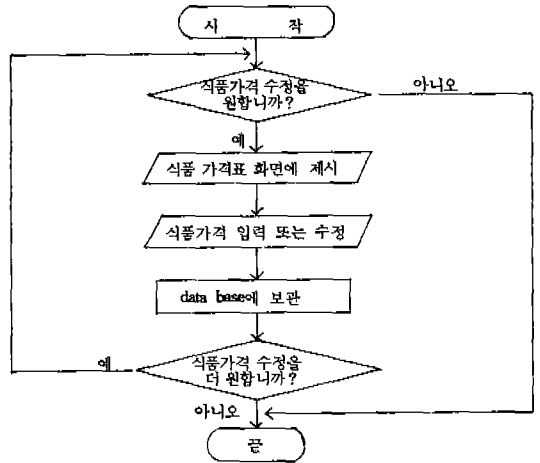 시 작
식품가격 수정을
원합니까?
아니오
예
식품 가격표 화면에 제시
식품가격 입력 또는 수정
data base에 보관
예
식품가격 수정을
더 원합니까?
아니오
끝